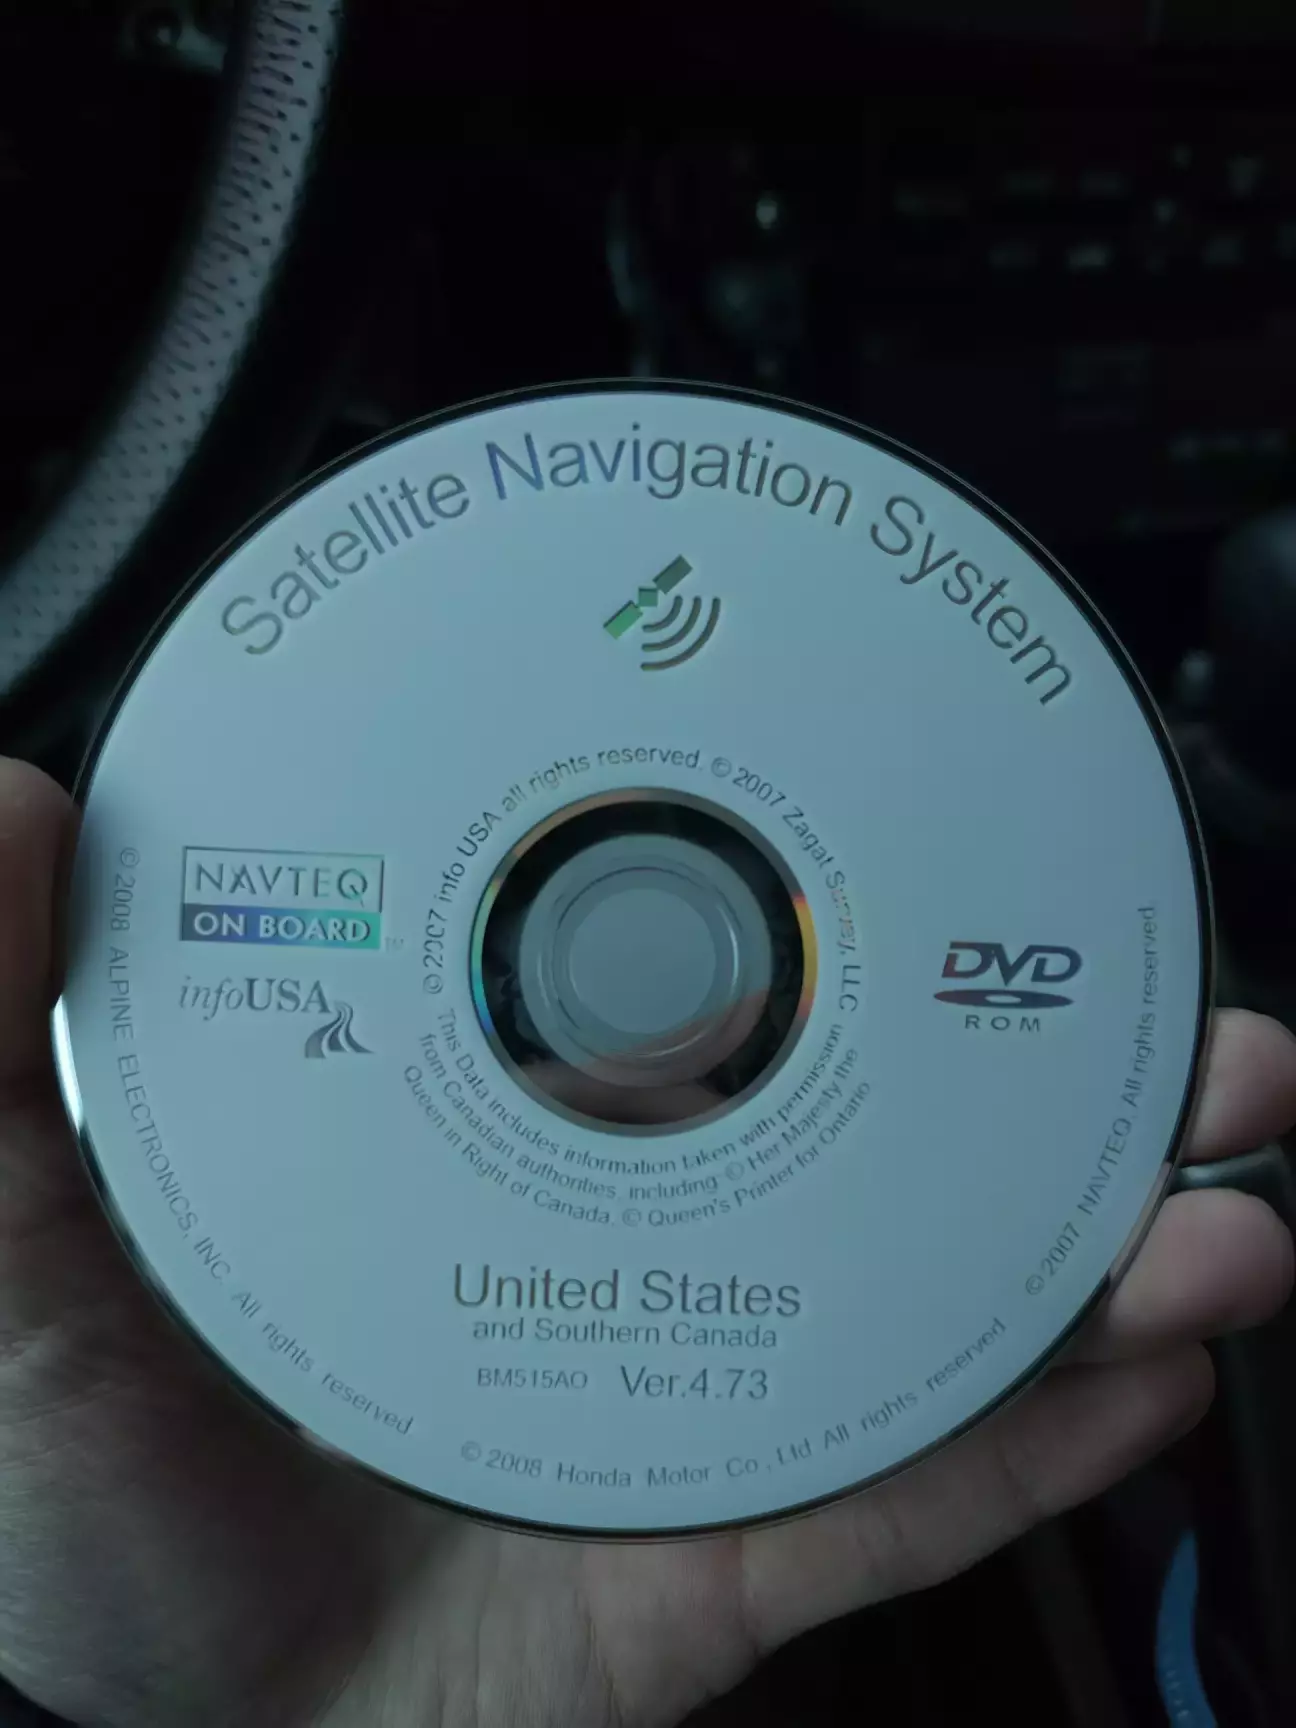 Satellite Navigation System
© 2007 info USA all rights reserved. © 2007 Zagat Survey, LLC
NAVTEQ
ON BOARD™
infoUSA
DVD
ROM
This Data includes information taken with permission
from Canadian authorities, including © Her Majesty the
Queen in Right of Canada, © Queen's Printer for Ontario
United States
and Southern Canada
BM515AO Ver.4.73
© 2008 ALPINE ELECTRONICS, INC. All rights reserved
© 2008 Honda Motor Co., Ltd All rights reserved
© 2007 NAVTEQ. All rights reserved.